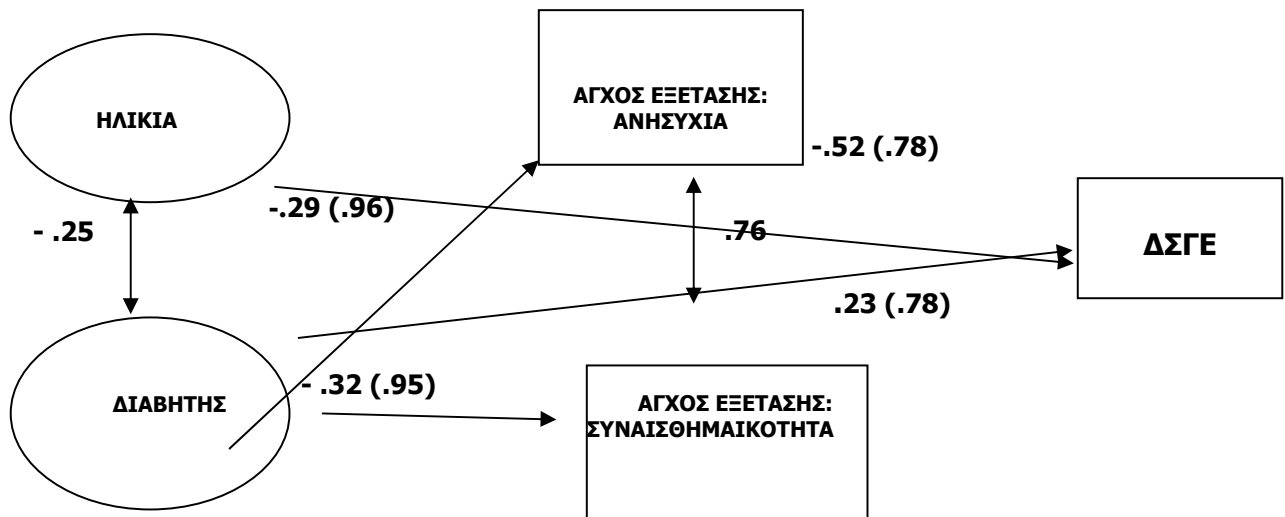 ΗΛΙΚΙΑ
ΑΓΧΟΣ ΕΞΕΤΑΣΗΣ:
ΑΝΗΣΥΧΙΑ
-.52 (.78)
-.29 (.96)
- .25
.76
ΔΣΓΕ
.23 (.78)
- .32 (.95)
ΔΙΑΒΗΤΗΣ
ΑΓΧΟΣ ΕΞΕΤΑΣΗΣ:
ΣΥΝΑΙΣΘΗΜΑΙΚΟΤΗΤΑ